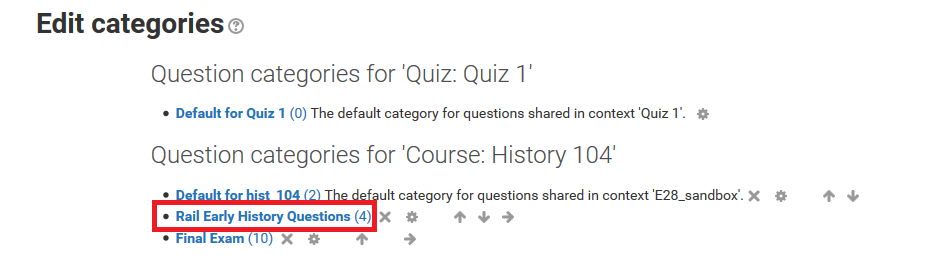 Edit categories
Question categories for 'Quiz: Quiz 1'
Default for Quiz 1 (0) The default category for questions shared in context 'Quiz 1'.
Question categories for 'Course: History 104'
Default for hist_104 (2) The default category for questions shared in context 'E28_sandbox'.
Rail Early History Questions (4)
Final Exam (10)